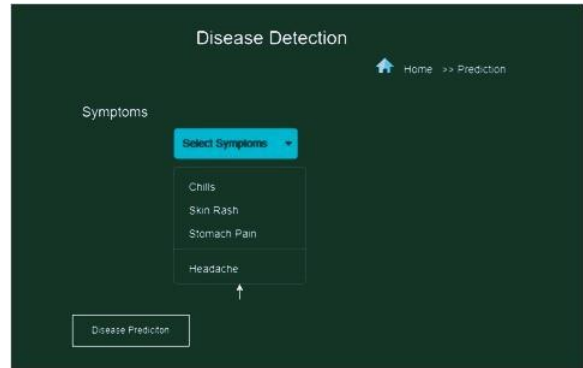 Disease Detection
Home >> Prediction
Symptoms
Select Symptoms
Chills
Skin Rash
Stomach Pain
Headache
Disease Prediciton